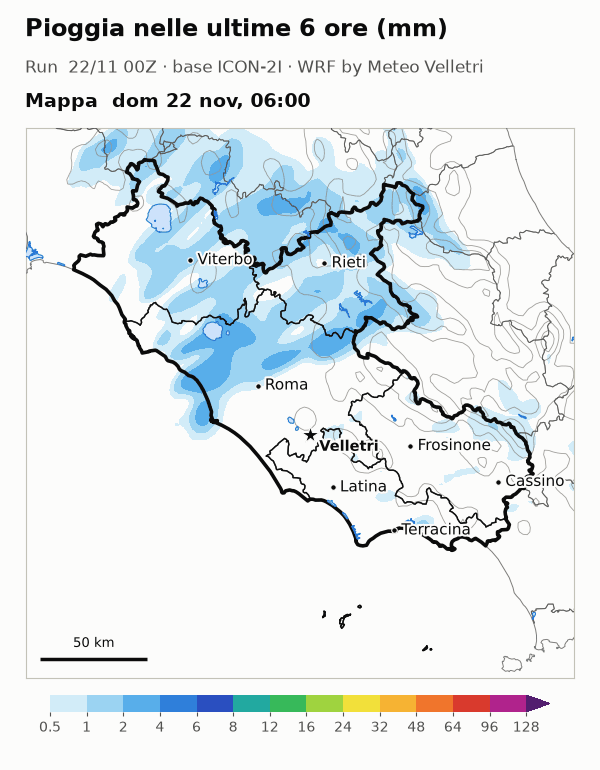 Pioggia nelle ultime 6 ore (mm)
Run  22/11 00Z · base ICON-2I · WRF by Meteo Velletri
Mappa  dom 22 nov, 06:00
Viterbo
Rieti
Roma
Velletri
Frosinone
Latina
Cassino
Terracina
50 km
0.5 1 2 4 6 8 12 16 24 32 48 64 96 128